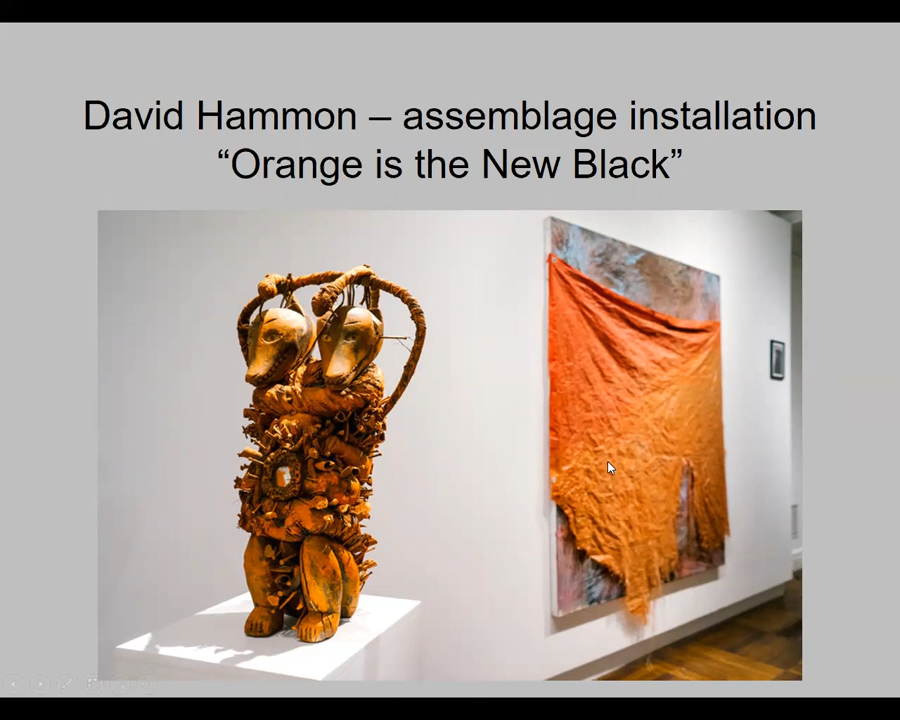 David Hammon – assemblage installation
“Orange is the New Black”